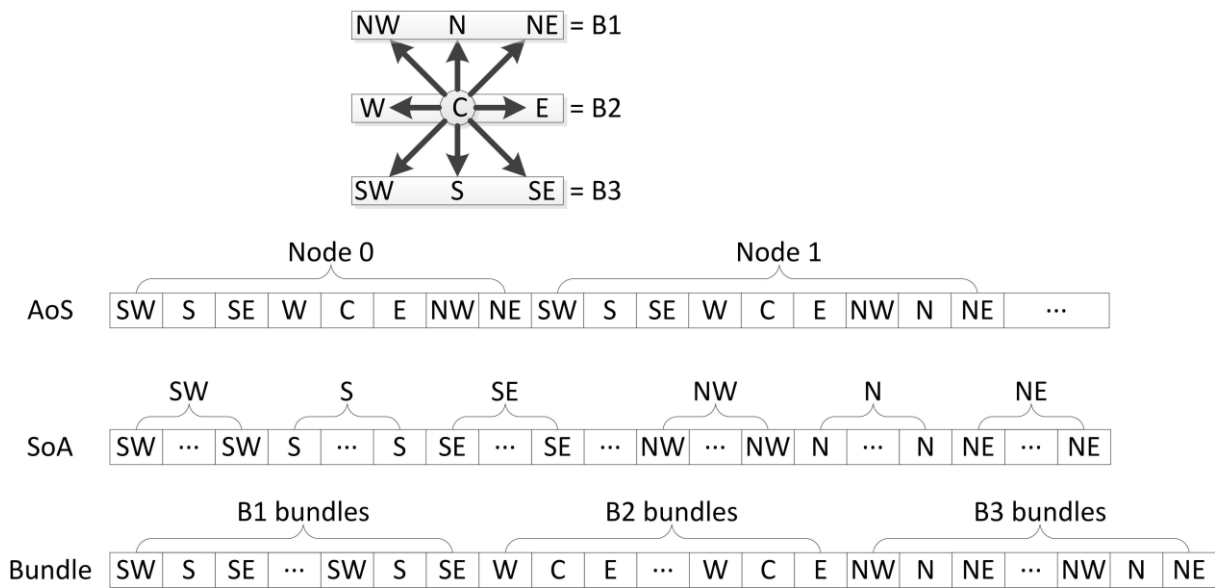 NW N NE = B1
W C E = B2
SW S SE = B3
Node 0 Node 1
AoS SW S SE W C E NW NE SW S SE W C E NW N NE ...
SW S SE NW N NE
SoA SW ... SW S ... S SE ... SE ... NW ... NW N ... N NE ... NE
B1 bundles B2 bundles B3 bundles
Bundle SW S SE ... SW S SE W C E ... W C E NW N NE ... NW N NE